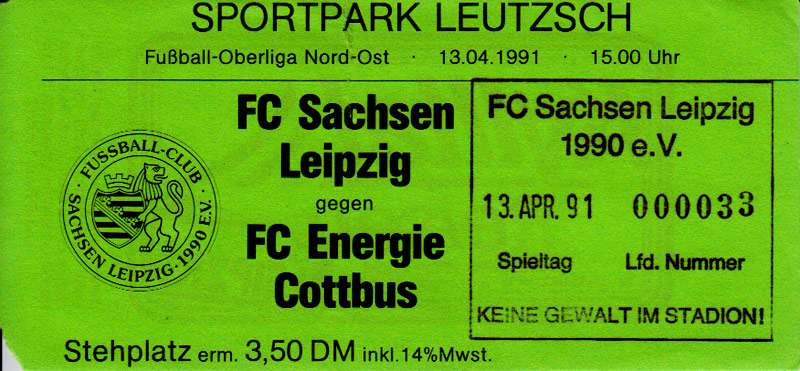 SPORTPARK LEUTZSCH
Fußball-Oberliga Nord-Ost · 13.04.1991 · 15.00 Uhr
FUSSBALL-CLUB · SACHSEN LEIPZIG · 1990 E.V. ·
FC Sachsen
Leipzig
gegen
FC Energie
Cottbus
FC Sachsen Leipzig
1990 e.V.
13. APR. 91 000033
Spieltag Lfd. Nummer
KEINE GEWALT IM STADION!
Stehplatz erm. 3,50 DM inkl.14%Mwst.